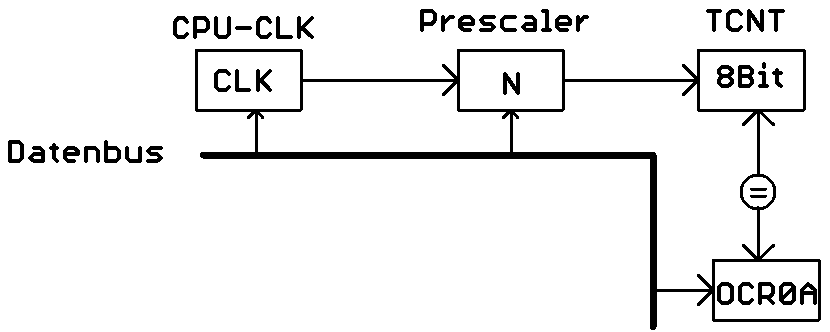 CPU-CLK
Prescaler
TCNT
CLK
N
8Bit
Datenbus
=
OCR0A